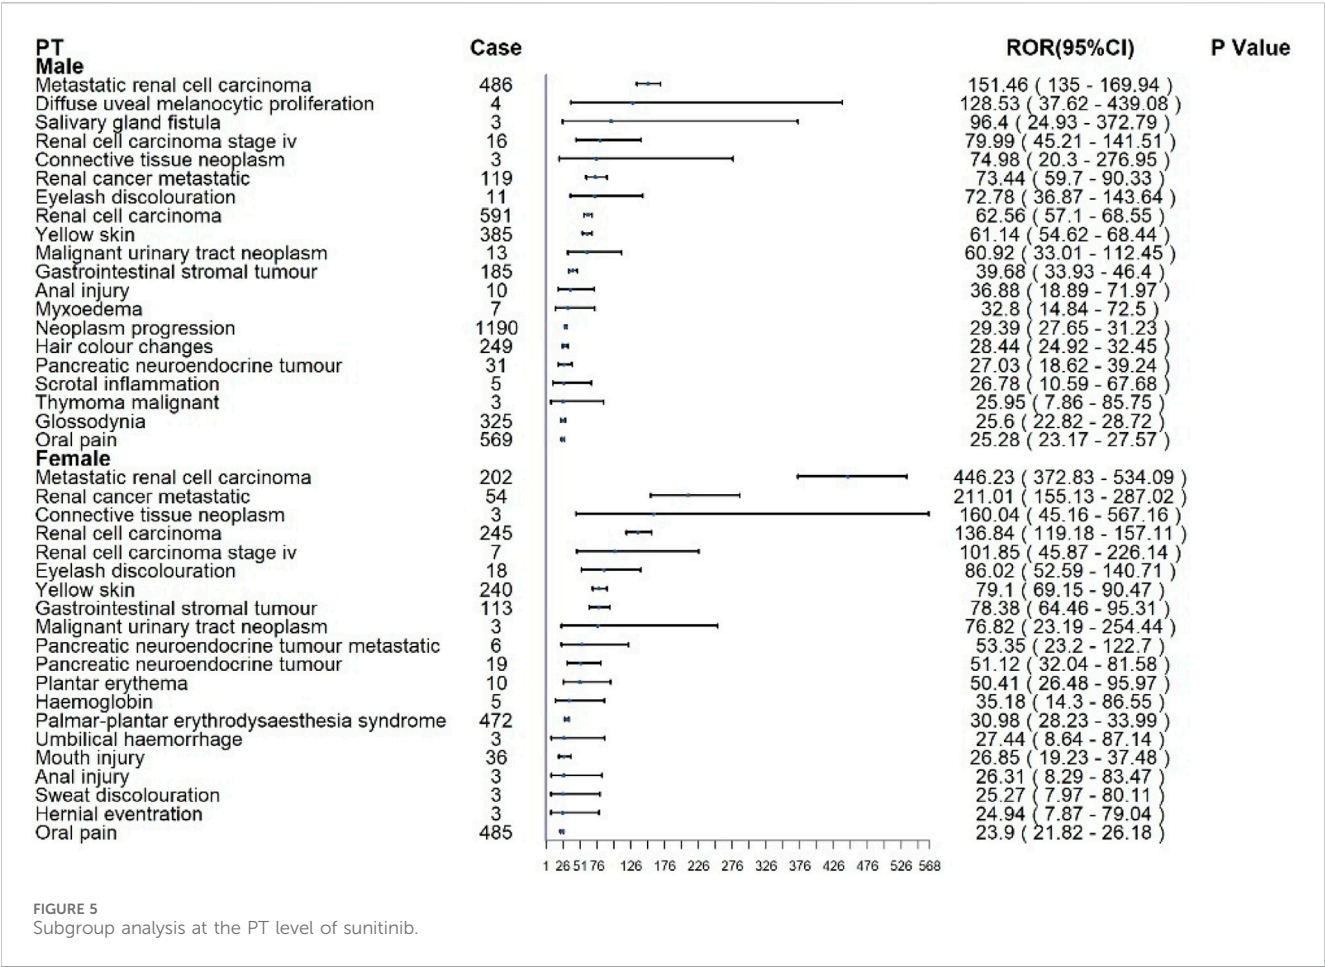 PT Case ROR(95%CI) P Value
Male
Metastatic renal cell carcinoma 486 151.46 ( 135 - 169.94 )
Diffuse uveal melanocytic proliferation 4 128.53 ( 37.62 - 439.08 )
Salivary gland fistula 3 96.4 ( 24.93 - 372.79 )
Renal cell carcinoma stage iv 16 79.99 ( 45.21 - 141.51 )
Connective tissue neoplasm 3 74.98 ( 20.3 - 276.95 )
Renal cancer metastatic 119 73.44 ( 59.7 - 90.33 )
Eyelash discolouration 11 72.78 ( 36.87 - 143.64 )
Renal cell carcinoma 591 62.56 ( 57.1 - 68.55 )
Yellow skin 385 61.14 ( 54.62 - 68.44 )
Malignant urinary tract neoplasm 13 60.92 ( 33.01 - 112.45 )
Gastrointestinal stromal tumour 185 39.68 ( 33.93 - 46.4 )
Anal injury 10 36.88 ( 18.89 - 71.97 )
Myxoedema 7 32.8 ( 14.84 - 72.5 )
Neoplasm progression 1190 29.39 ( 27.65 - 31.23 )
Hair colour changes 249 28.44 ( 24.92 - 32.45 )
Pancreatic neuroendocrine tumour 31 27.03 ( 18.62 - 39.24 )
Scrotal inflammation 5 26.78 ( 10.59 - 67.68 )
Thymoma malignant 3 25.95 ( 7.86 - 85.75 )
Glossodynia 325 25.6 ( 22.82 - 28.72 )
Oral pain 569 25.28 ( 23.17 - 27.57 )
Female
Metastatic renal cell carcinoma 202 446.23 ( 372.83 - 534.09 )
Renal cancer metastatic 54 211.01 ( 155.13 - 287.02 )
Connective tissue neoplasm 3 160.04 ( 45.16 - 567.16 )
Renal cell carcinoma 245 136.84 ( 119.18 - 157.11 )
Renal cell carcinoma stage iv 7 101.85 ( 45.87 - 226.14 )
Eyelash discolouration 18 86.02 ( 52.59 - 140.71 )
Yellow skin 240 79.1 ( 69.15 - 90.47 )
Gastrointestinal stromal tumour 113 78.38 ( 64.46 - 95.31 )
Malignant urinary tract neoplasm 3 76.82 ( 23.19 - 254.44 )
Pancreatic neuroendocrine tumour metastatic 6 53.35 ( 23.2 - 122.7 )
Pancreatic neuroendocrine tumour 19 51.12 ( 32.04 - 81.58 )
Plantar erythema 10 50.41 ( 26.48 - 95.97 )
Haemoglobin 5 35.18 ( 14.3 - 86.55 )
Palmar-plantar erythrodysaesthesia syndrome 472 30.98 ( 28.23 - 33.99 )
Umbilical haemorrhage 3 27.44 ( 8.64 - 87.14 )
Mouth injury 36 26.85 ( 19.23 - 37.48 )
Anal injury 3 26.31 ( 8.29 - 83.47 )
Sweat discolouration 3 25.27 ( 7.97 - 80.11 )
Hernial eventration 3 24.94 ( 7.87 - 79.04 )
Oral pain 485 23.9 ( 21.82 - 26.18 )
1 26 51 76 126 176 226 276 326 376 426 476 526 568
FIGURE 5
Subgroup analysis at the PT level of sunitinib.